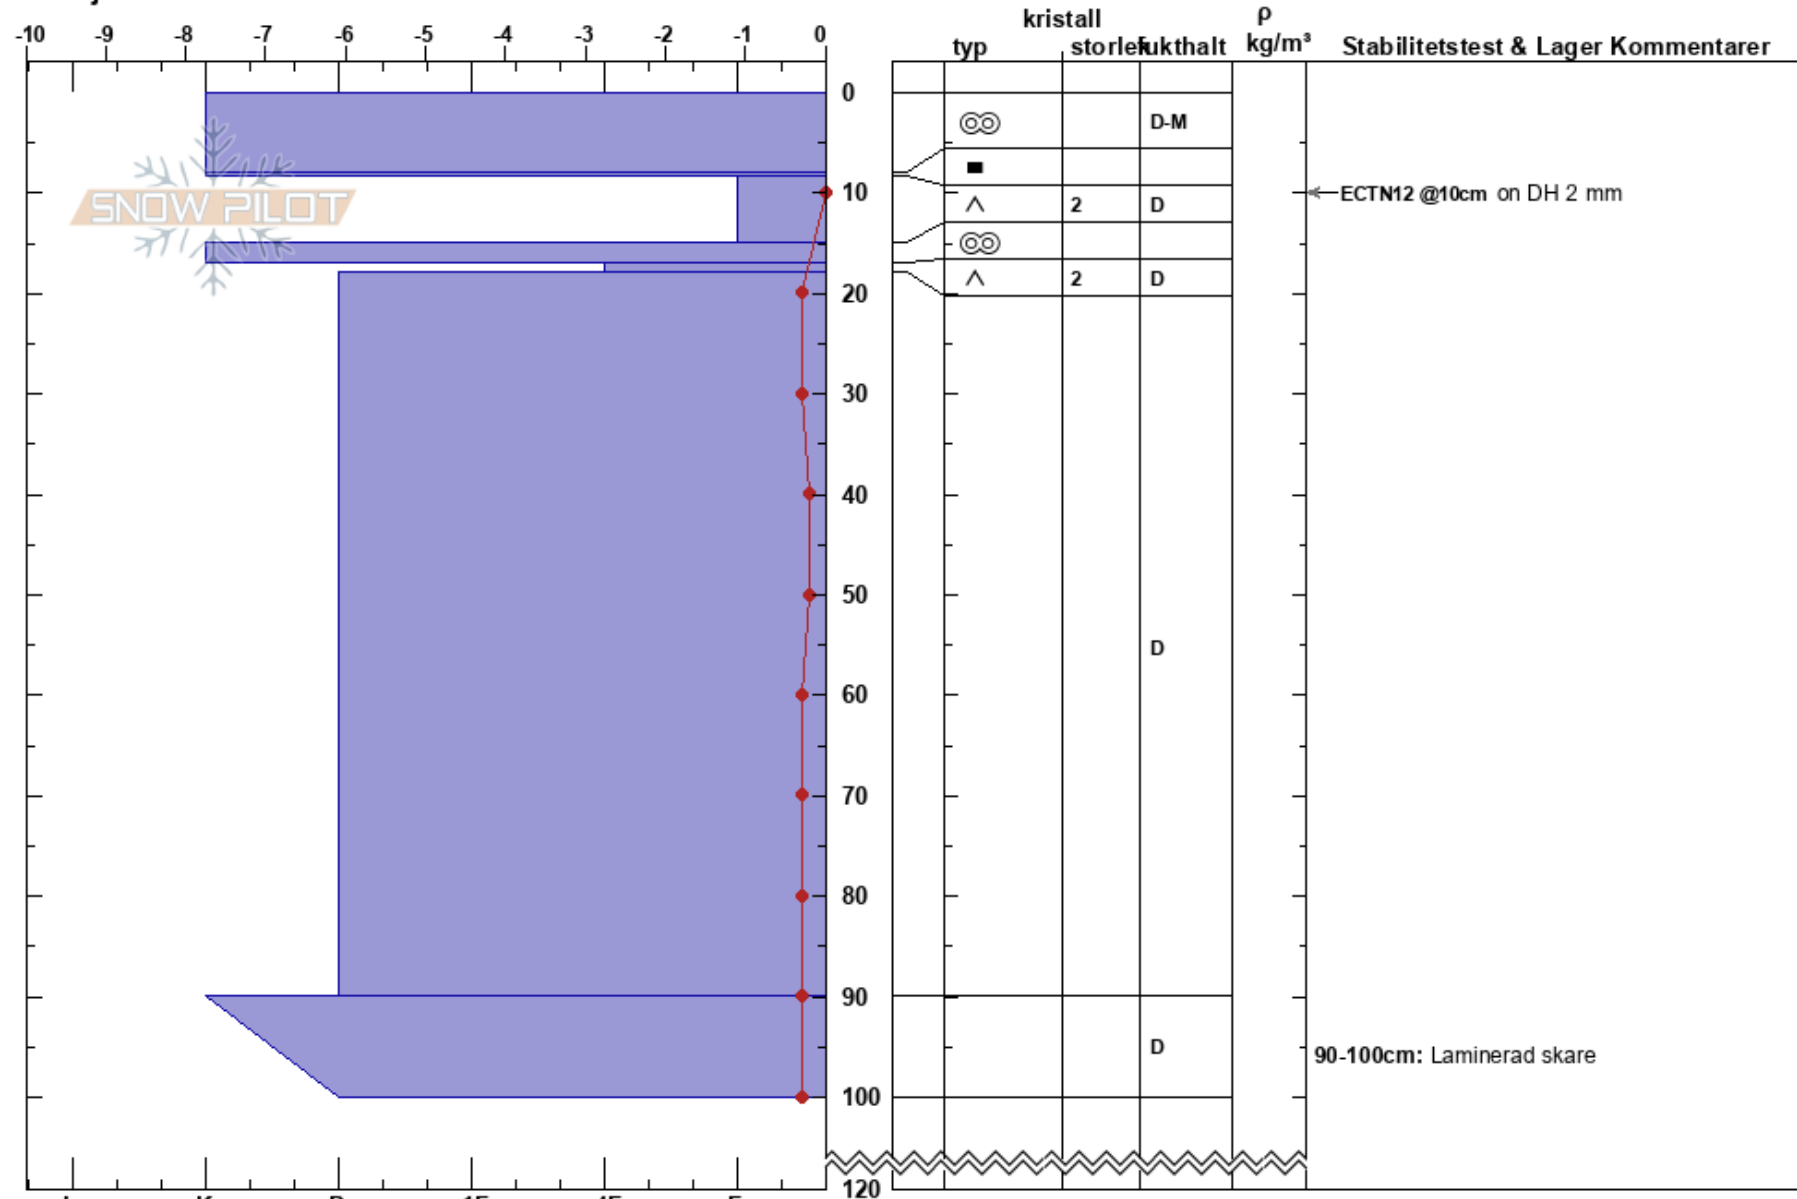 kristall ρ
-10 -9 -8 -7 -6 -5 -4 -3 -2 -1 0 typ storlek fukthalt kg/m³ Stabilitetstest & Lager Kommentarer
0
D-M
10 2 D ECTN12 @10cm on DH 2 mm
2 D
20
30
40
50
D
60
70
80
90
D 90-100cm: Laminerad skare
100
120
SNOW PILOT